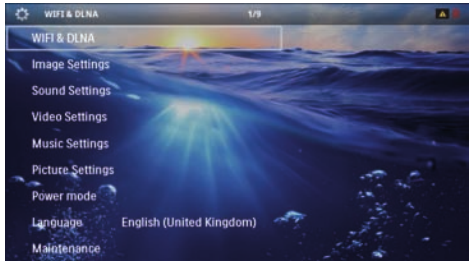 WIFI & DLNA 1/9
WIFI & DLNA
Image Settings
Sound Settings
Video Settings
Music Settings
Picture Settings
Power mode
Language English (United Kingdom)
Maintenance